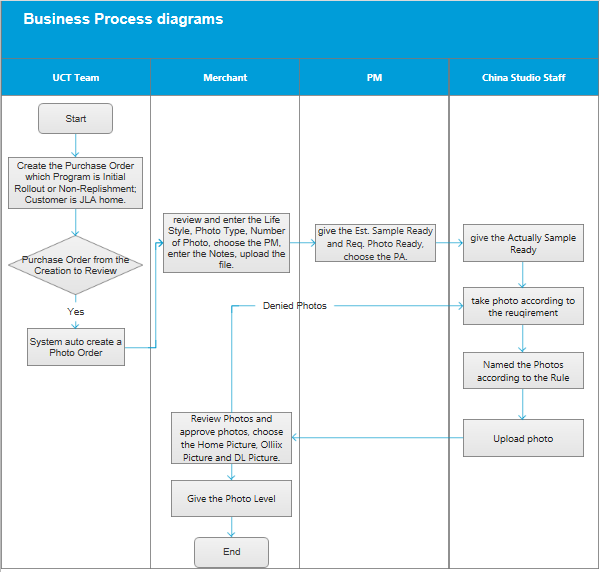 Business Process diagrams
UCT Team
Merchant
PM
China Studio Staff
Start
Create the Purchase Order
which Program is Initial
Rollout or Non-Replishment;
Customer is JLA home.
Purchase Order from the
Creation to Review
Yes
System auto create a
Photo Order
review and enter the Life
Style, Photo Type, Number
of Photo, choose the PM,
enter the Notes, upload the
file.
give the Est. Sample Ready
and Req. Photo Ready,
choose the PA.
give the Actually Sample
Ready
Denied Photos
take photo according to
the reuqirement
Named the Photos
according to the Rule
Upload photo
Review Photos and
approve photos, choose
the Home Picture, Olliix
Picture and DL Picture.
Give the Photo Level
End